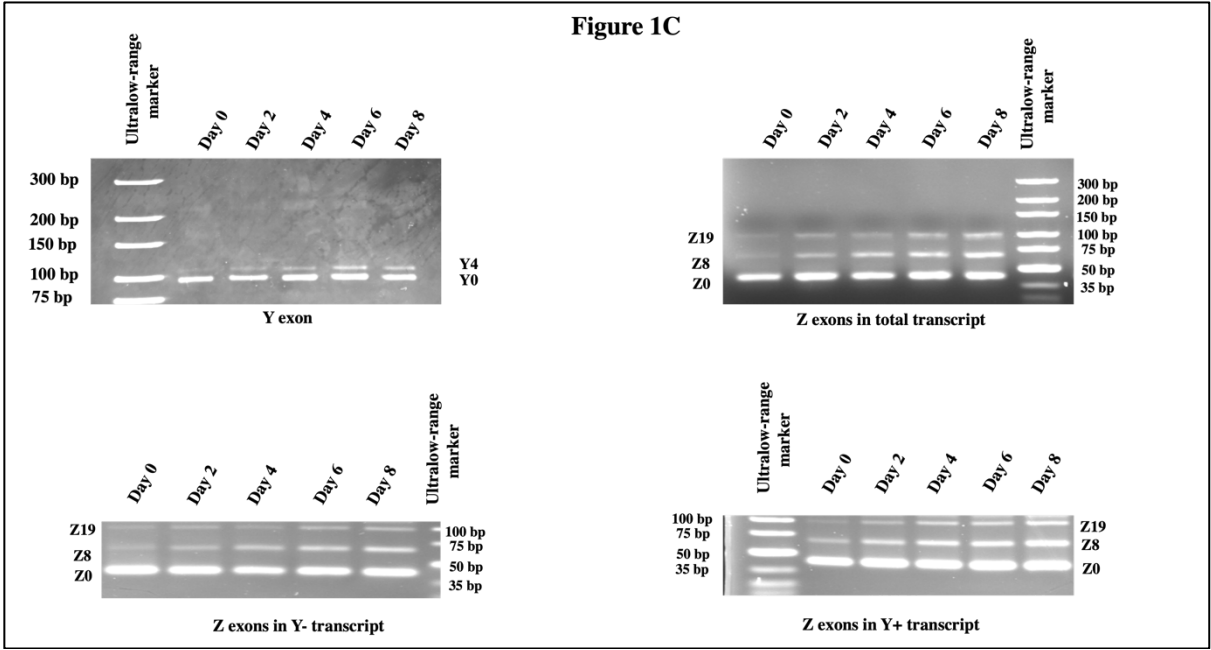 Figure 1C
Ultralow-range
marker
Day 0
Day 2
Day 4
Day 6
Day 8
300 bp
200 bp
150 bp
100 bp
75 bp
Y4
Y0
Y exon
Day 0
Day 2
Day 4
Day 6
Day 8
Ultralow-range
marker
Z19
Z8
Z0
300 bp
200 bp
150 bp
100 bp
75 bp
50 bp
35 bp
Z exons in total transcript
Day 0
Day 2
Day 4
Day 6
Day 8
Ultralow-range
marker
Z19
Z8
Z0
100 bp
75 bp
50 bp
35 bp
Z exons in Y- transcript
Ultralow-range
marker
Day 0
Day 2
Day 4
Day 6
Day 8
100 bp
75 bp
50 bp
35 bp
Z19
Z8
Z0
Z exons in Y+ transcript